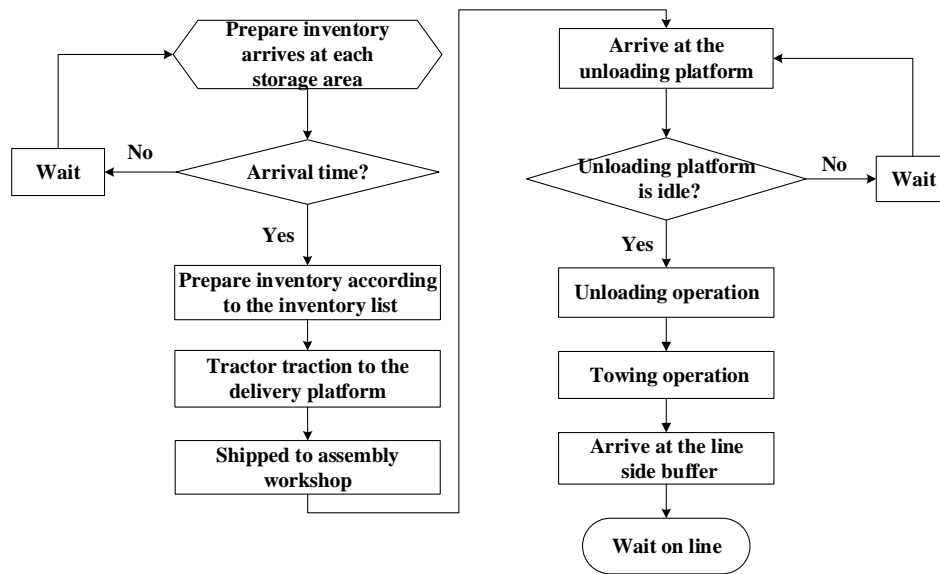 Prepare inventory
arrives at each
storage area
Wait
No
Arrival time?
Yes
Prepare inventory according
to the inventory list
Tractor traction to the
delivery platform
Shipped to assembly
workshop
Arrive at the
unloading platform
Unloading platform
is idle?
No
Wait
Yes
Unloading operation
Towing operation
Arrive at the line
side buffer
Wait on line